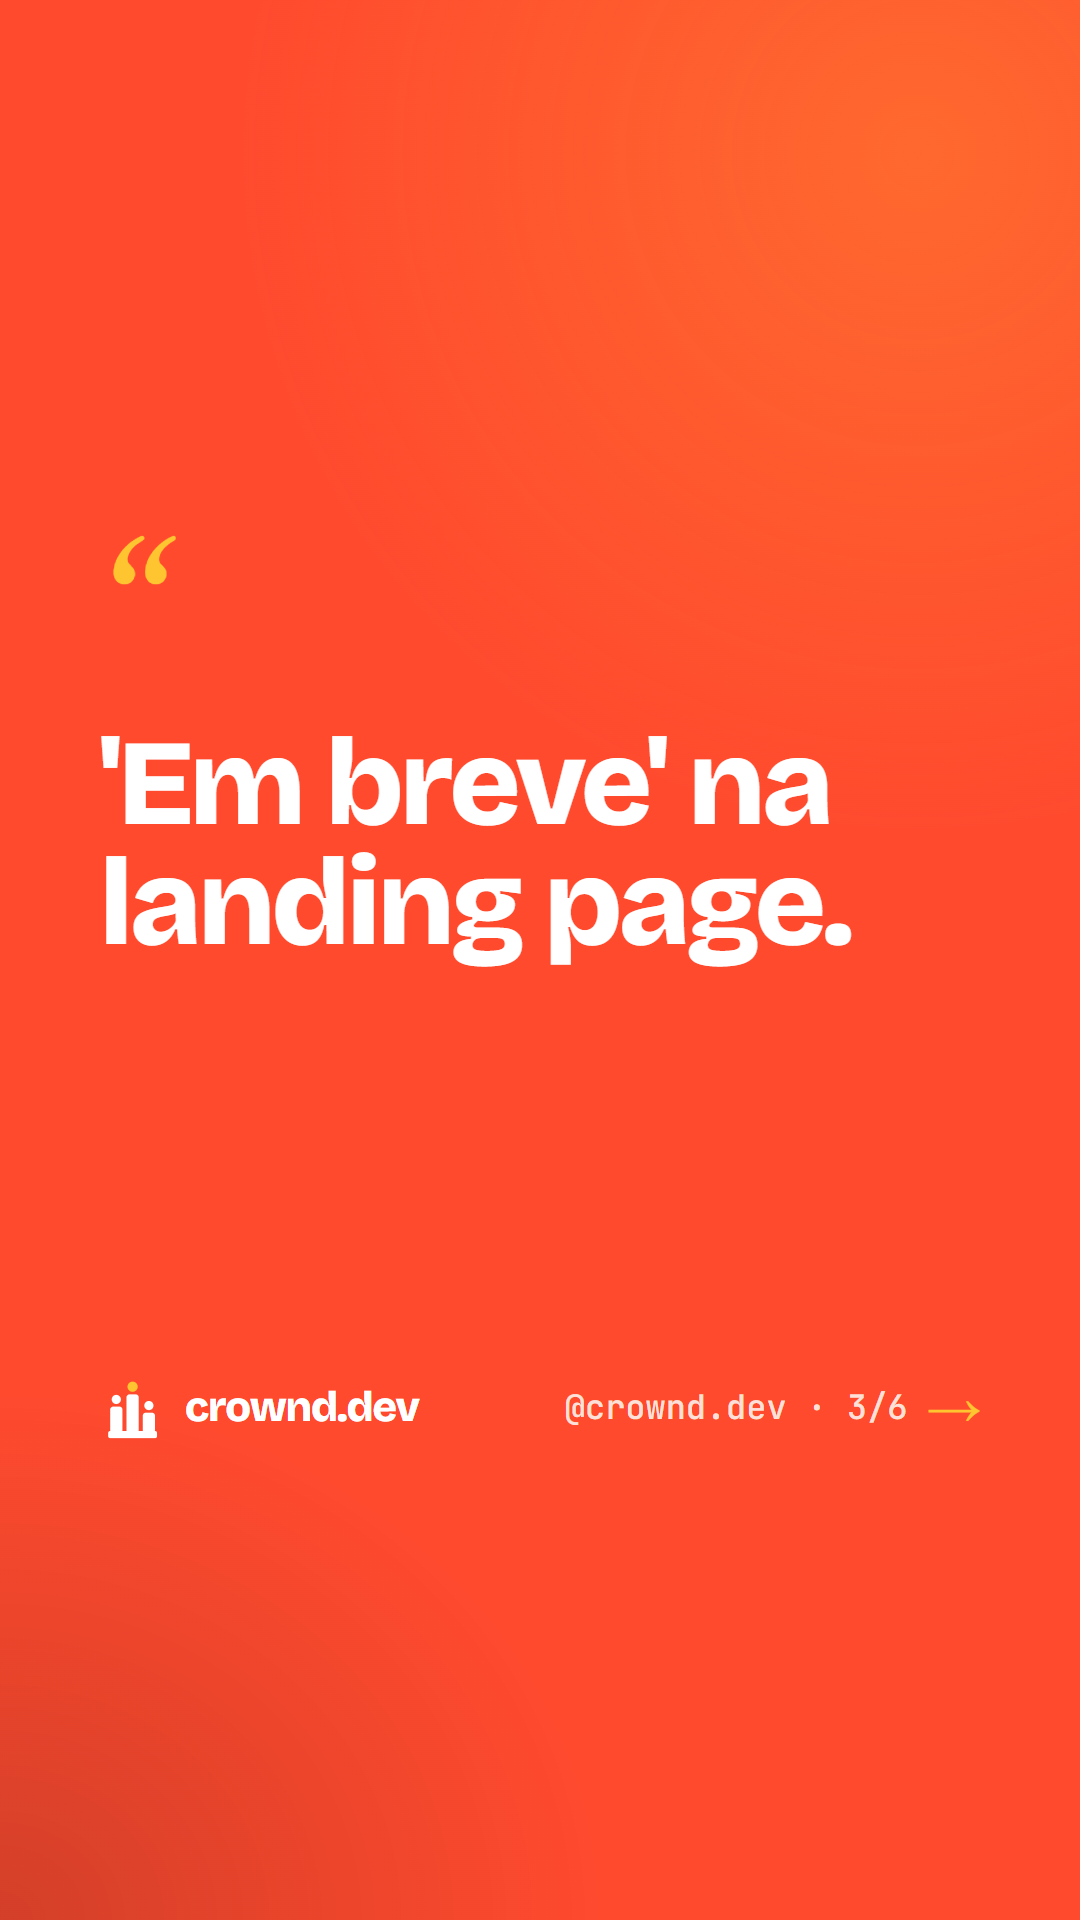 “
'Em breve' na
landing page.
crownd.dev
@crownd.dev · 3/6 →